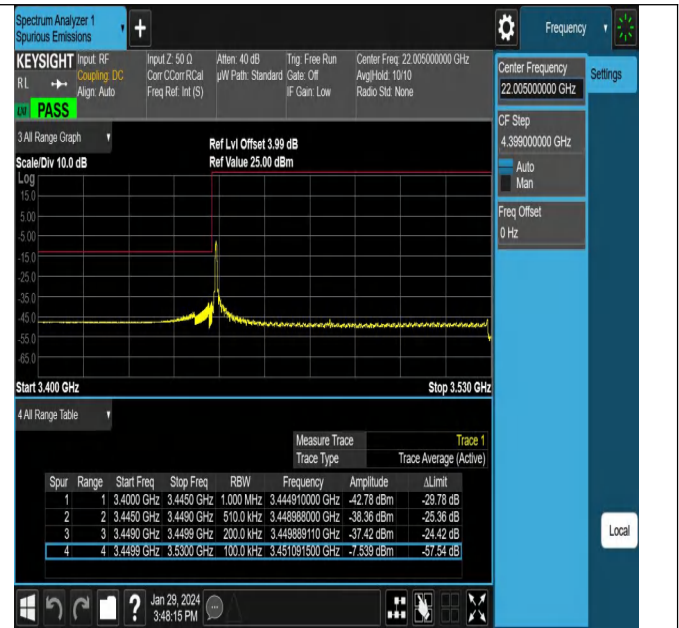 Spectrum Analyzer 1
Spurious Emissions
+
Frequency
KEYSIGHT
RL
Input: RF
Coupling: DC
Align: Auto
Input Z: 50 Ω
Corr CCorr RCal
Freq Ref: Int (S)
Atten: 40 dB
µW Path: Standard
Trig: Free Run
Gate: Off
IF Gain: Low
Center Freq: 22.005000000 GHz
Avg|Hold: 10/10
Radio Std: None
PASS
Center Frequency
22.005000000 GHz
Settings
CF Step
4.399000000 GHz
Auto
Man
Freq Offset
0 Hz
3 All Range Graph
Scale/Div 10.0 dB
Ref Lvl Offset 3.99 dB
Ref Value 25.00 dBm
Log
15.0
5.00
-5.00
-15.0
-25.0
-35.0
-45.0
-55.0
-65.0
Start 3.400 GHz Stop 3.530 GHz
4 All Range Table
Measure Trace Trace 1
Trace Type Trace Average (Active)
Spur Range Start Freq Stop Freq RBW Frequency Amplitude ΔLimit
1 1 3.4000 GHz 3.4450 GHz 1.000 MHz 3.444910000 GHz -42.78 dBm -29.78 dB
2 2 3.4450 GHz 3.4490 GHz 510.0 kHz 3.448988000 GHz -38.36 dBm -25.36 dB
3 3 3.4490 GHz 3.4499 GHz 200.0 kHz 3.449889110 GHz -37.42 dBm -24.42 dB
4 4 3.4499 GHz 3.5300 GHz 100.0 kHz 3.451091500 GHz -7.539 dBm -57.54 dB
Local
?
Jan 29, 2024
3:48:15 PM